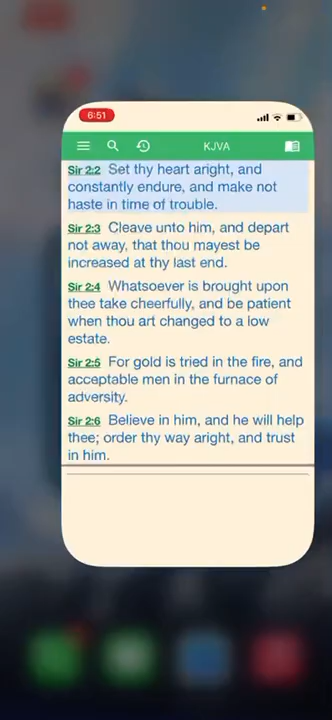 6:51
KJVA
Sir 2:2 Set thy heart aright, and
constantly endure, and make not
haste in time of trouble.
Sir 2:3 Cleave unto him, and depart
not away, that thou mayest be
increased at thy last end.
Sir 2:4 Whatsoever is brought upon
thee take cheerfully, and be patient
when thou art changed to a low
estate.
Sir 2:5 For gold is tried in the fire, and
acceptable men in the furnace of
adversity.
Sir 2:6 Believe in him, and he will help
thee; order thy way aright, and trust
in him.